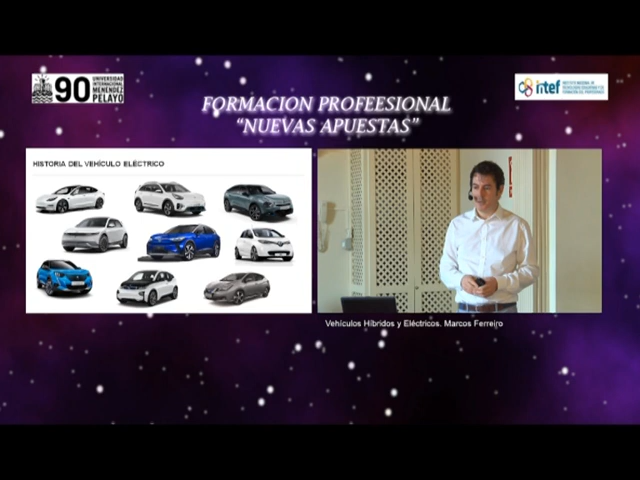 90
UNIVERSIDAD
INTERNACIONAL
MENÉNDEZ
PELAYO
intef
FORMACION PROFEESIONAL
“NUEVAS APUESTAS”
HISTORIA DEL VEHÍCULO ELÉCTRICO
Vehículos Híbridos y Eléctricos. Marcos Ferreiro